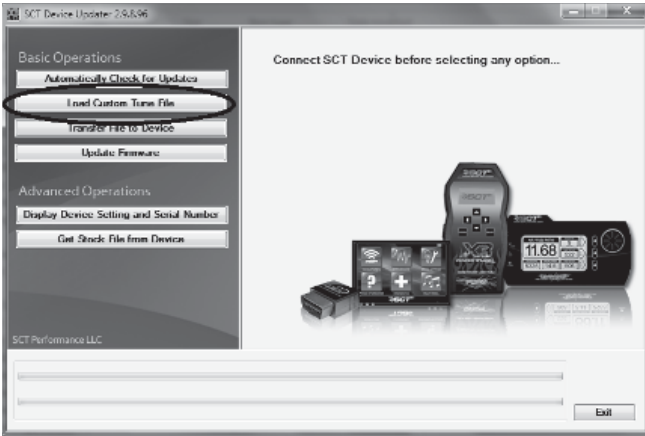 SCT Device Updater 2.9.8.96
Basic Operations
Automatically Check for Updates
Load Custom Tune File
Transfer File to Device
Update Firmware
Advanced Operations
Display Device Setting and Serial Number
Get Stock File from Device
SCT Performance LLC
Connect SCT Device before selecting any option...
SCT
X3
11.68
Exit